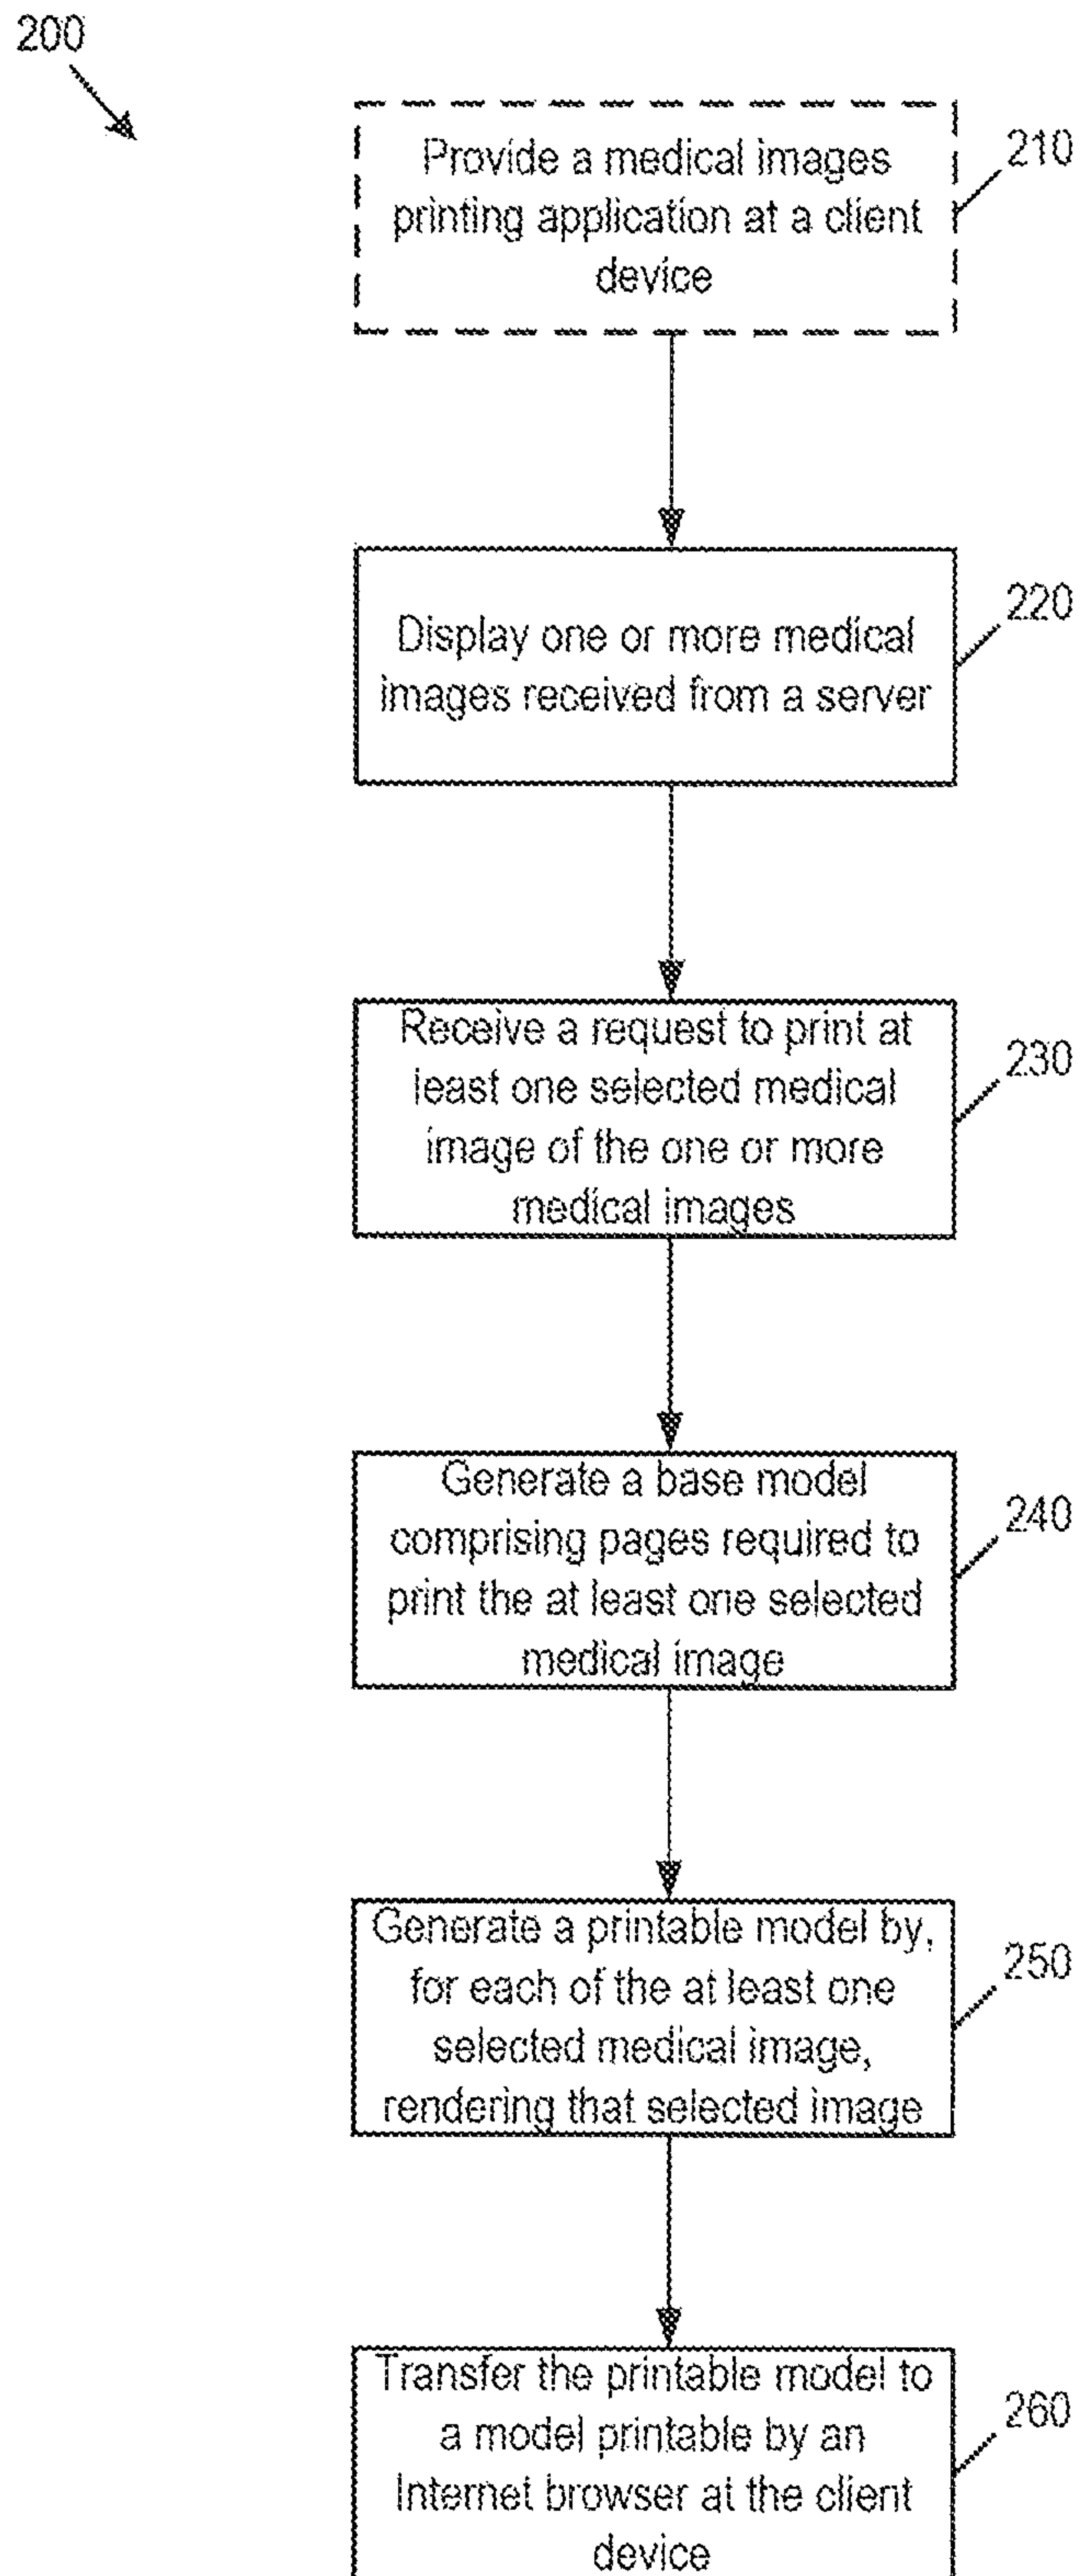 200
Provide a medical images
printing application at a client
device
210
Display one or more medical
images received from a server
220
Receive a request to print at
least one selected medical
image of the one or more
medical images
230
Generate a base model
comprising pages required to
print the at least one selected
medical image
240
Generate a printable model by,
for each of the at least one
selected medical image,
rendering that selected image
250
Transfer the printable model to
a model printable by an
Internet browser at the client
device
260